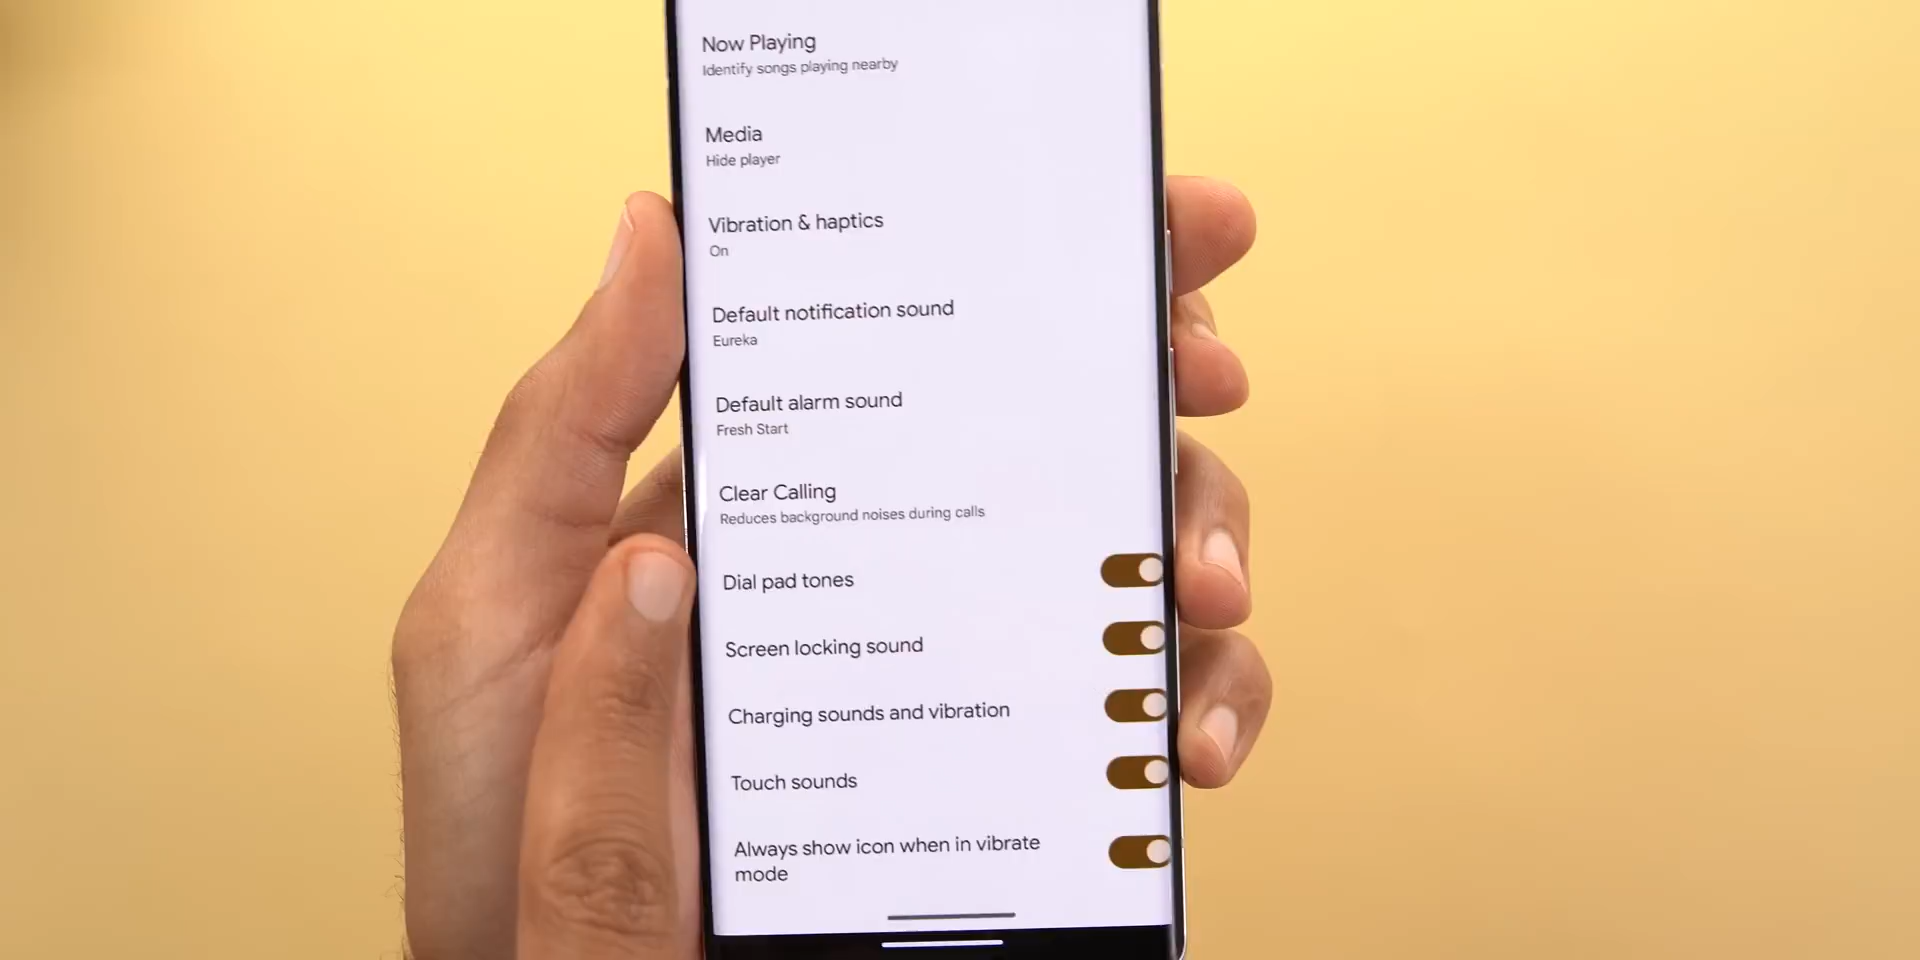 Now Playing
Identify songs playing nearby
Media
Hide player
Vibration & haptics
On
Default notification sound
Eureka
Default alarm sound
Fresh Start
Clear Calling
Reduces background noises during calls
Dial pad tones
Screen locking sound
Charging sounds and vibration
Touch sounds
Always show icon when in vibrate
mode